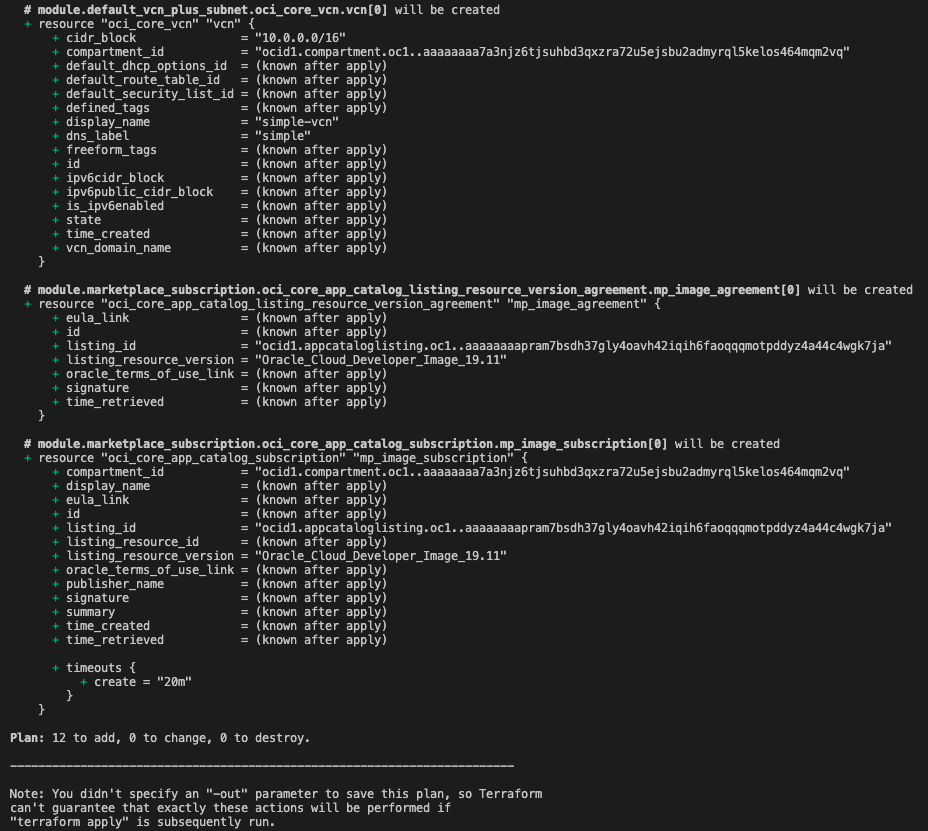 # module.default_vcn_plus_subnet.oci_core_vcn.vcn[0] will be created
+ resource "oci_core_vcn" "vcn" {
+ cidr_block = "10.0.0.0/16"
+ compartment_id = "ocid1.compartment.oc1..aaaaaaaa7a3njz6tjsuhbd3qxzra72u5ejsbu2admyrql5kelos464mqm2vq"
+ default_dhcp_options_id = (known after apply)
+ default_route_table_id = (known after apply)
+ default_security_list_id = (known after apply)
+ defined_tags = (known after apply)
+ display_name = "simple-vcn"
+ dns_label = "simple"
+ freeform_tags = (known after apply)
+ id = (known after apply)
+ ipv6cidr_block = (known after apply)
+ ipv6public_cidr_block = (known after apply)
+ is_ipv6enabled = (known after apply)
+ state = (known after apply)
+ time_created = (known after apply)
+ vcn_domain_name = (known after apply)
}
# module.marketplace_subscription.oci_core_app_catalog_listing_resource_version_agreement.mp_image_agreement[0] will be created
+ resource "oci_core_app_catalog_listing_resource_version_agreement" "mp_image_agreement" {
+ eula_link = (known after apply)
+ id = (known after apply)
+ listing_id = "ocid1.appcataloglisting.oc1..aaaaaaaapram7bsdh37gly4oavh42iqih6faoqqqmotpddyz4a44c4wgk7ja"
+ listing_resource_version = "Oracle_Cloud_Developer_Image_19.11"
+ oracle_terms_of_use_link = (known after apply)
+ signature = (known after apply)
+ time_retrieved = (known after apply)
}
# module.marketplace_subscription.oci_core_app_catalog_subscription.mp_image_subscription[0] will be created
+ resource "oci_core_app_catalog_subscription" "mp_image_subscription" {
+ compartment_id = "ocid1.compartment.oc1..aaaaaaaa7a3njz6tjsuhbd3qxzra72u5ejsbu2admyrql5kelos464mqm2vq"
+ display_name = (known after apply)
+ eula_link = (known after apply)
+ id = (known after apply)
+ listing_id = "ocid1.appcataloglisting.oc1..aaaaaaaapram7bsdh37gly4oavh42iqih6faoqqqmotpddyz4a44c4wgk7ja"
+ listing_resource_id = (known after apply)
+ listing_resource_version = "Oracle_Cloud_Developer_Image_19.11"
+ oracle_terms_of_use_link = (known after apply)
+ publisher_name = (known after apply)
+ signature = (known after apply)
+ summary = (known after apply)
+ time_created = (known after apply)
+ time_retrieved = (known after apply)
+ timeouts {
+ create = "20m"
}
}
Plan: 12 to add, 0 to change, 0 to destroy.
Note: You didn't specify an "-out" parameter to save this plan, so Terraform
can't guarantee that exactly these actions will be performed if
"terraform apply" is subsequently run.